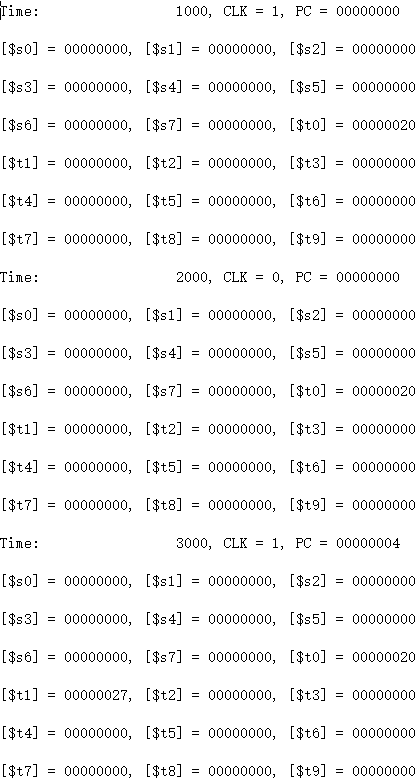 Time:                 1000, CLK = 1, PC = 00000000
[$s0] = 00000000, [$s1] = 00000000, [$s2] = 00000000
[$s3] = 00000000, [$s4] = 00000000, [$s5] = 00000000
[$s6] = 00000000, [$s7] = 00000000, [$t0] = 00000020
[$t1] = 00000000, [$t2] = 00000000, [$t3] = 00000000
[$t4] = 00000000, [$t5] = 00000000, [$t6] = 00000000
[$t7] = 00000000, [$t8] = 00000000, [$t9] = 00000000
Time:                 2000, CLK = 0, PC = 00000000
[$s0] = 00000000, [$s1] = 00000000, [$s2] = 00000000
[$s3] = 00000000, [$s4] = 00000000, [$s5] = 00000000
[$s6] = 00000000, [$s7] = 00000000, [$t0] = 00000020
[$t1] = 00000000, [$t2] = 00000000, [$t3] = 00000000
[$t4] = 00000000, [$t5] = 00000000, [$t6] = 00000000
[$t7] = 00000000, [$t8] = 00000000, [$t9] = 00000000
Time:                 3000, CLK = 1, PC = 00000004
[$s0] = 00000000, [$s1] = 00000000, [$s2] = 00000000
[$s3] = 00000000, [$s4] = 00000000, [$s5] = 00000000
[$s6] = 00000000, [$s7] = 00000000, [$t0] = 00000020
[$t1] = 00000027, [$t2] = 00000000, [$t3] = 00000000
[$t4] = 00000000, [$t5] = 00000000, [$t6] = 00000000
[$t7] = 00000000, [$t8] = 00000000, [$t9] = 00000000